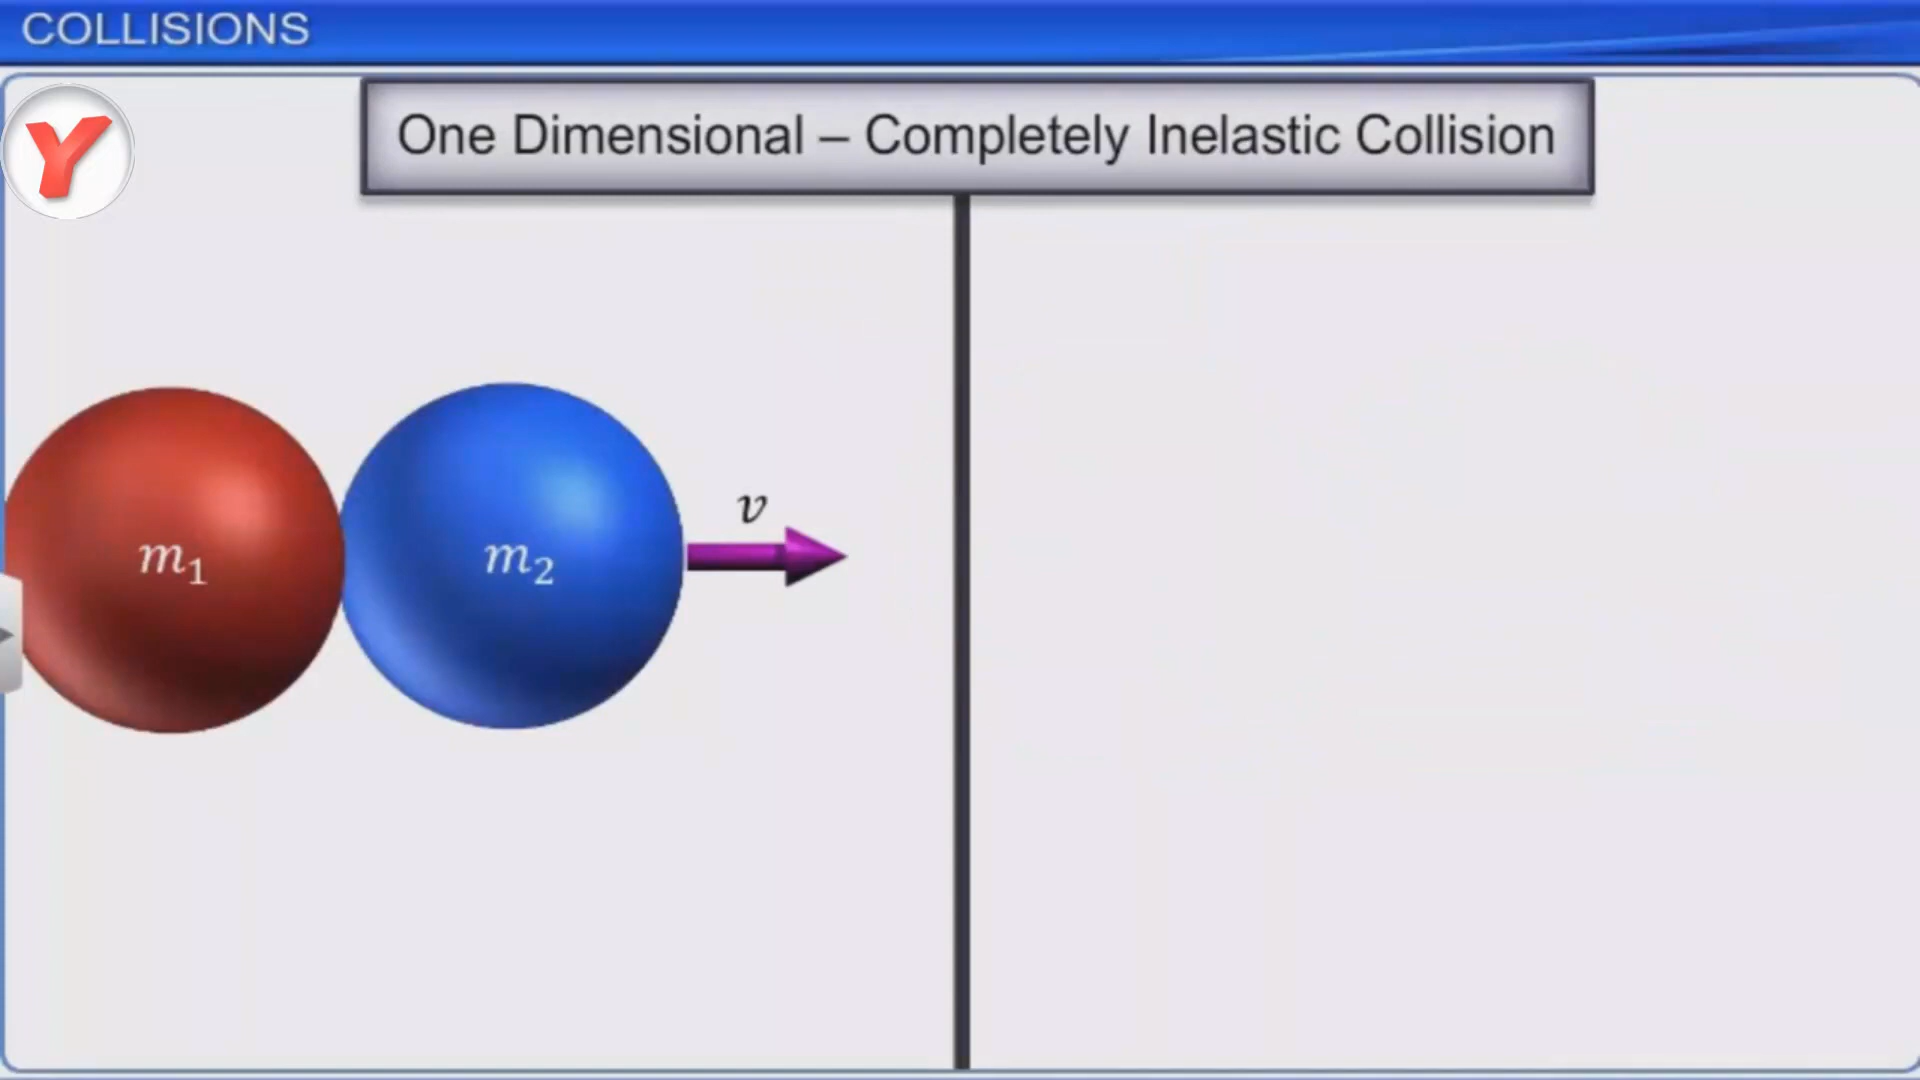 COLLISIONS
Y
One Dimensional – Completely Inelastic Collision
v
m₁
m₂